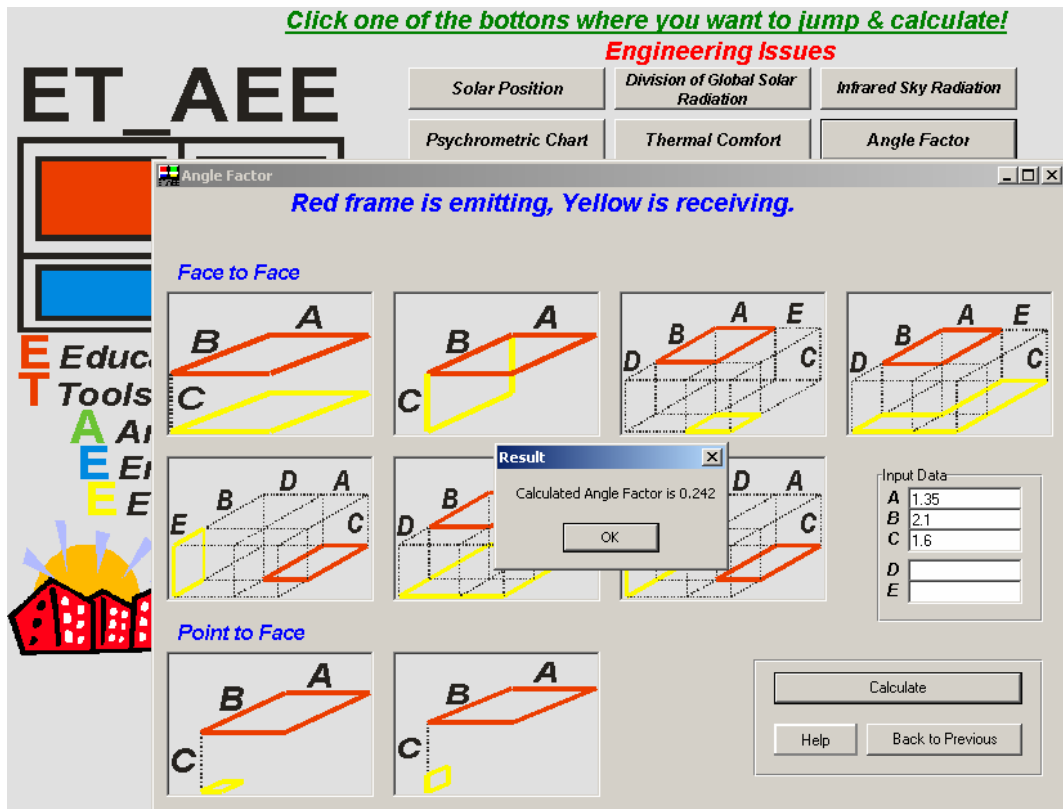 Click one of the bottons where you want to jump & calculate!
Engineering Issues
ET_AEE
Solar Position
Division of Global Solar
Radiation
Infrared Sky Radiation
Psychrometric Chart
Thermal Comfort
Angle Factor
Angle Factor
Red frame is emitting, Yellow is receiving.
Face to Face
A
B
C
A
B
C
A
E
B
D
C
A
E
B
D
C
E
T Tools
A
E
E
D
A
B
E
C
B
D
D
A
C
Result
Calculated Angle Factor is 0.242
OK
Input Data
A 1.35
B 2.1
C 1.6
D
E
Point to Face
A
B
C
A
B
C
Calculate
Help
Back to Previous